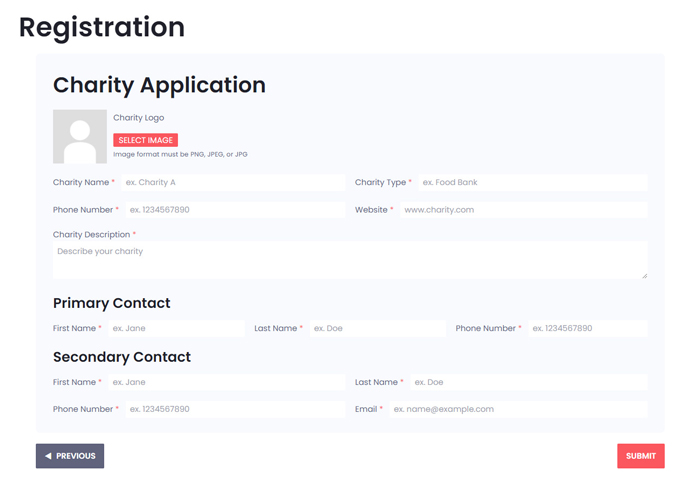 Registration
Charity Application
Charity Logo
SELECT IMAGE
Image format must be PNG, JPEG, or JPG
Charity Name * ex. Charity A Charity Type * ex. Food Bank
Phone Number * ex. 1234567890 Website * www.charity.com
Charity Description *
Describe your charity
Primary Contact
First Name * ex. Jane Last Name * ex. Doe Phone Number * ex. 1234567890
Secondary Contact
First Name * ex. Jane Last Name * ex. Doe
Phone Number * ex. 1234567890 Email * ex. name@example.com
PREVIOUS SUBMIT